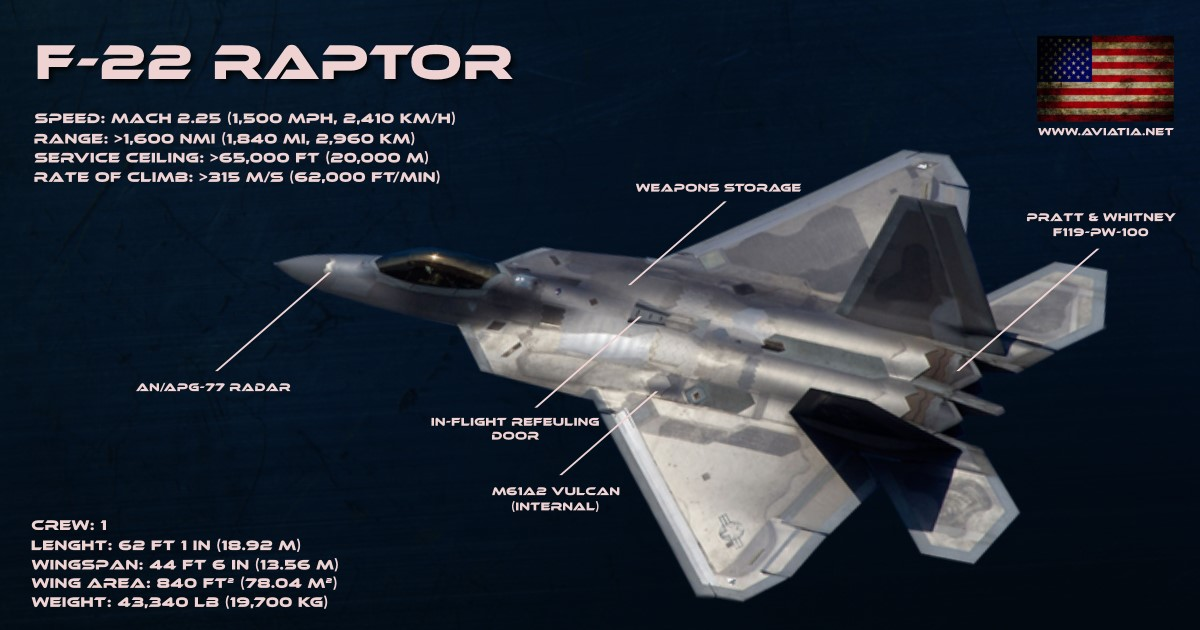 F-22 RAPTOR
SPEED: MACH 2.25 (1,500 MPH, 2,410 KM/H)
RANGE: >1,600 NMI (1,840 MI, 2,960 KM)
SERVICE CEILING: >65,000 FT (20,000 M)
RATE OF CLIMB: >315 M/S (62,000 FT/MIN)
WWW.AVIATIA.NET
WEAPONS STORAGE
PRATT & WHITNEY
F119-PW-100
AN/APG-77 RADAR
IN-FLIGHT REFEULING
DOOR
M61A2 VULCAN
(INTERNAL)
CREW: 1
LENGHT: 62 FT 1 IN (18.92 M)
WINGSPAN: 44 FT 6 IN (13.56 M)
WING AREA: 840 FT² (78.04 M²)
WEIGHT: 43,340 LB (19,700 KG)